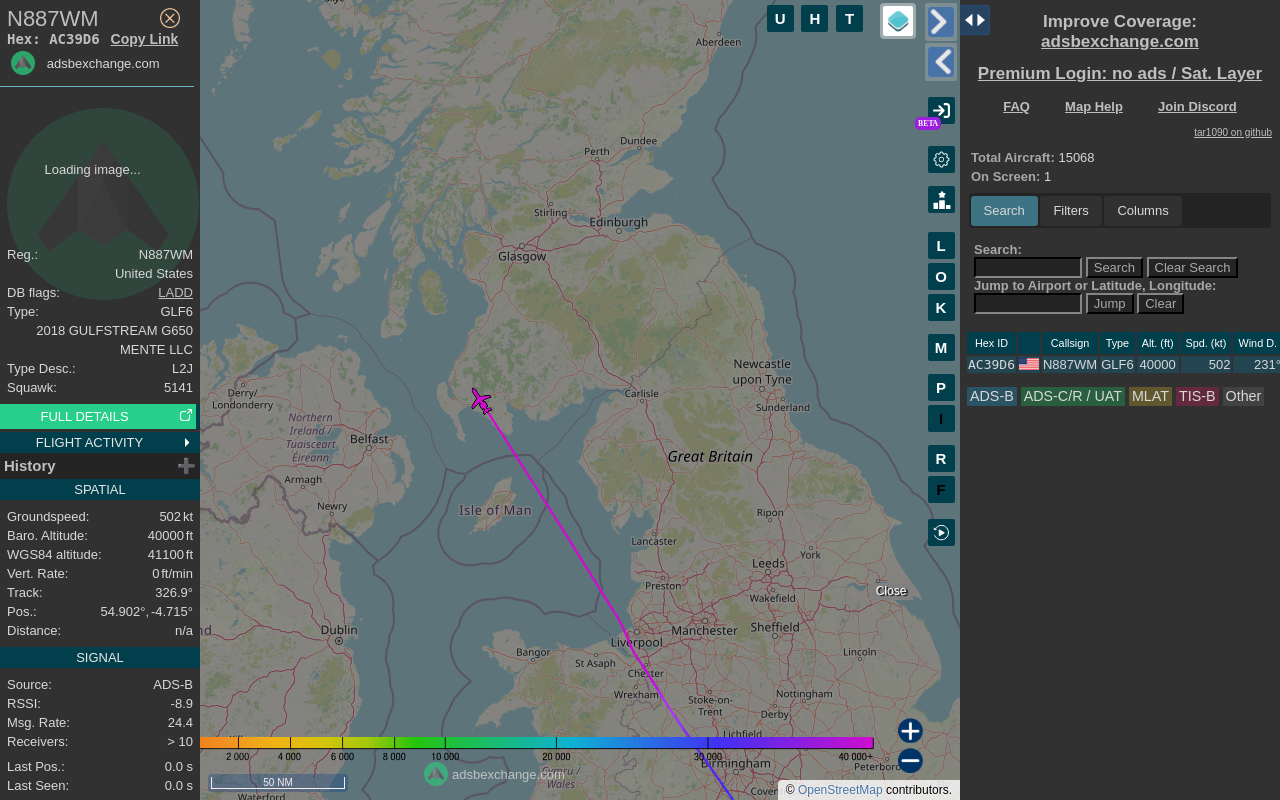 N887WM
Hex: AC39D6 Copy Link
adsbexchange.com
Loading image...
Reg.: N887WM
United States
DB flags: LADD
Type: GLF6
2018 GULFSTREAM G650
MENTE LLC
Type Desc.: L2J
Squawk: 5141
FULL DETAILS
FLIGHT ACTIVITY
History
SPATIAL
Groundspeed: 502 kt
Baro. Altitude: 40000 ft
WGS84 altitude: 41100 ft
Vert. Rate: 0 ft/min
Track: 326.9°
Pos.: 54.902°, -4.715°
Distance: n/a
SIGNAL
Source: ADS-B
RSSI: -8.9
Msg. Rate: 24.4
Receivers: > 10
Last Pos.: 0.0 s
Last Seen: 0.0 s
U H T
BETA
L
O
K
M
P
I
R
F
Aberdeen
Dundee
Perth
Stirling
Edinburgh
Glasgow
Newcastle
upon Tyne
Carlisle
Sunderland
Derry/
Londonderry
Northern
Ireland /
Tuaisceart
Éireann
Belfast
Great Britain
Armagh
Newry
Isle of Man
Ripon
Lancaster
York
Leeds
Preston
Wakefield
Close
Dublin
Liverpool
Manchester
Sheffield
Bangor
St Asaph
Chester
Lincoln
Wrexham
Stoke-on-
Trent
Nottingham
Derby
Lichfield
2 000 4 000 6 000 8 000 10 000 20 000 30 000 40 000+
Birmingham
Peterboro
adsbexchange.com
Cymru /
Wales
50 NM
Coven
Waterford
© OpenStreetMap contributors.
Improve Coverage:
adsbexchange.com
Premium Login: no ads / Sat. Layer
FAQ Map Help Join Discord
tar1090 on github
Total Aircraft: 15068
On Screen: 1
Search Filters Columns
Search:
Search Clear Search
Jump to Airport or Latitude, Longitude:
Jump Clear
Hex ID Callsign Type Alt. (ft) Spd. (kt) Wind D.
AC39D6 N887WM GLF6 40000 502 231°
ADS-B ADS-C/R / UAT MLAT TIS-B Other